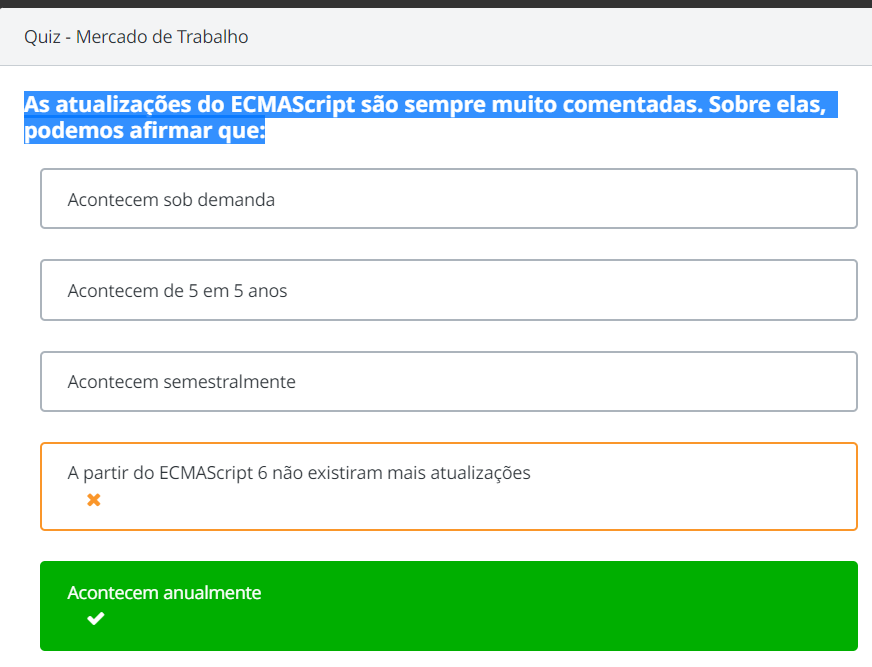 Quiz - Mercado de Trabalho
As atualizações do ECMAScript são sempre muito comentadas. Sobre elas,
podemos afirmar que:
Acontecem sob demanda
Acontecem de 5 em 5 anos
Acontecem semestralmente
A partir do ECMAScript 6 não existiram mais atualizações
Acontecem anualmente